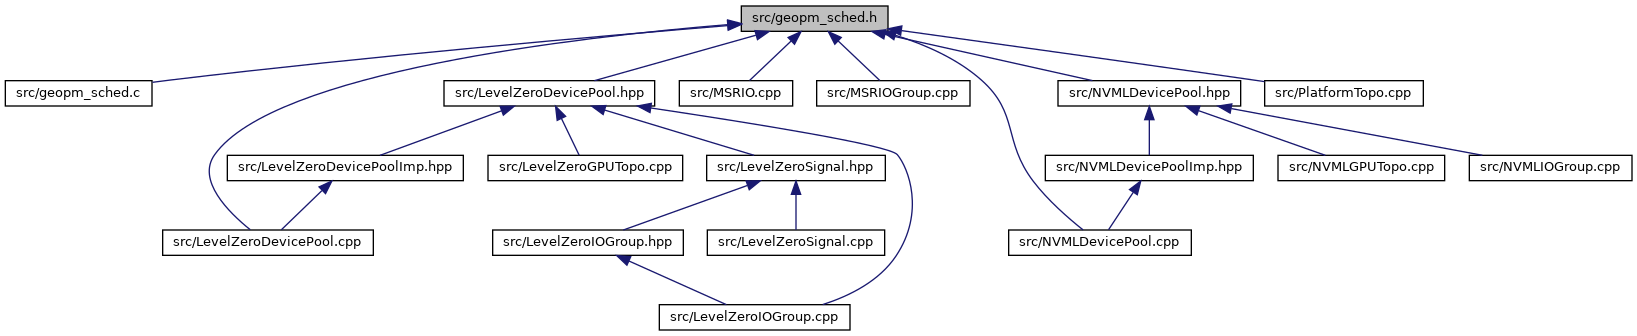 src/geopm_sched.h
src/geopm_sched.c
src/LevelZeroDevicePool.hpp
src/MSRIO.cpp
src/MSRIOGroup.cpp
src/NVMLDevicePool.hpp
src/PlatformTopo.cpp
src/LevelZeroDevicePoolImp.hpp
src/LevelZeroGPUTopo.cpp
src/LevelZeroSignal.hpp
src/NVMLDevicePoolImp.hpp
src/NVMLGPUTopo.cpp
src/NVMLIOGroup.cpp
src/LevelZeroDevicePool.cpp
src/LevelZeroIOGroup.hpp
src/LevelZeroSignal.cpp
src/NVMLDevicePool.cpp
src/LevelZeroIOGroup.cpp